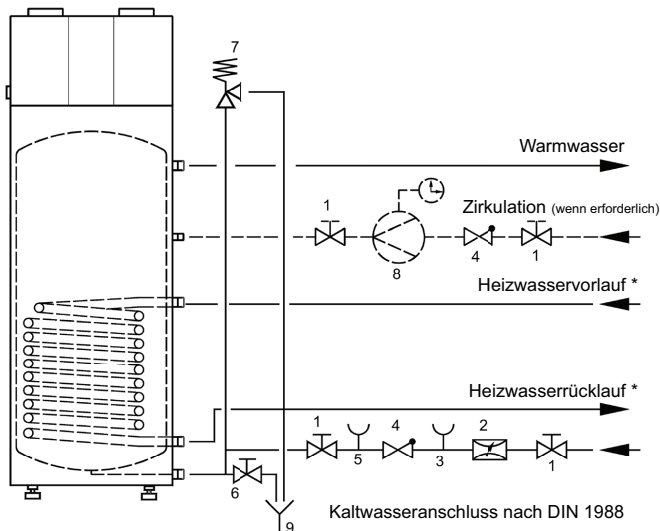 7
Warmwasser
1
Zirkulation (wenn erforderlich)
8
4
1
Heizwasservorlauf *
Heizwasserrücklauf *
1
4
2
5
3
1
6
9
Kaltwasseranschluss nach DIN 1988